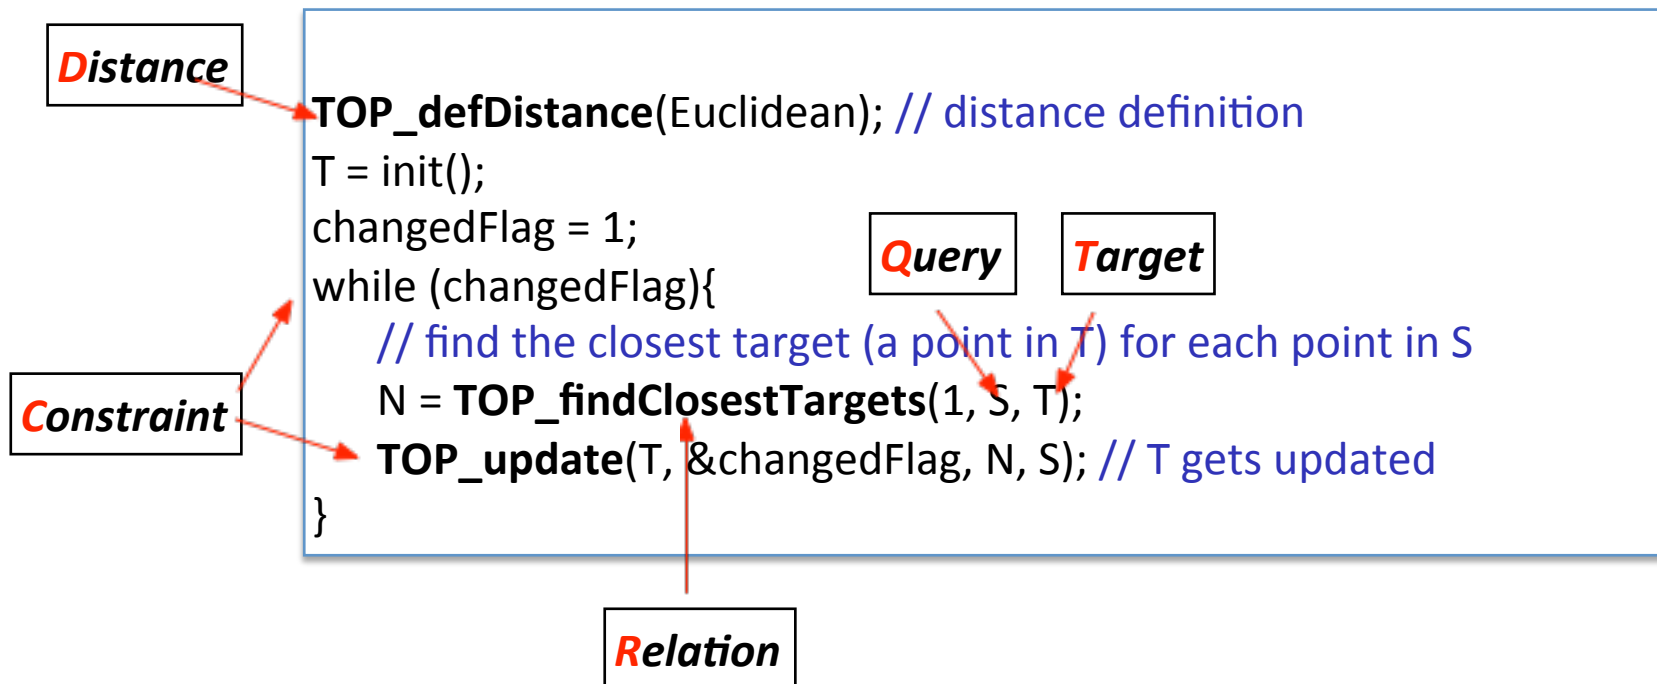 Distance
TOP_defDistance(Euclidean); // distance definition
T = init();
changedFlag = 1;
Query Target
while (changedFlag){
// find the closest target (a point in T) for each point in S
Constraint
N = TOP_findClosestTargets(1, S, T);
TOP_update(T, &changedFlag, N, S); // T gets updated
}
Relation